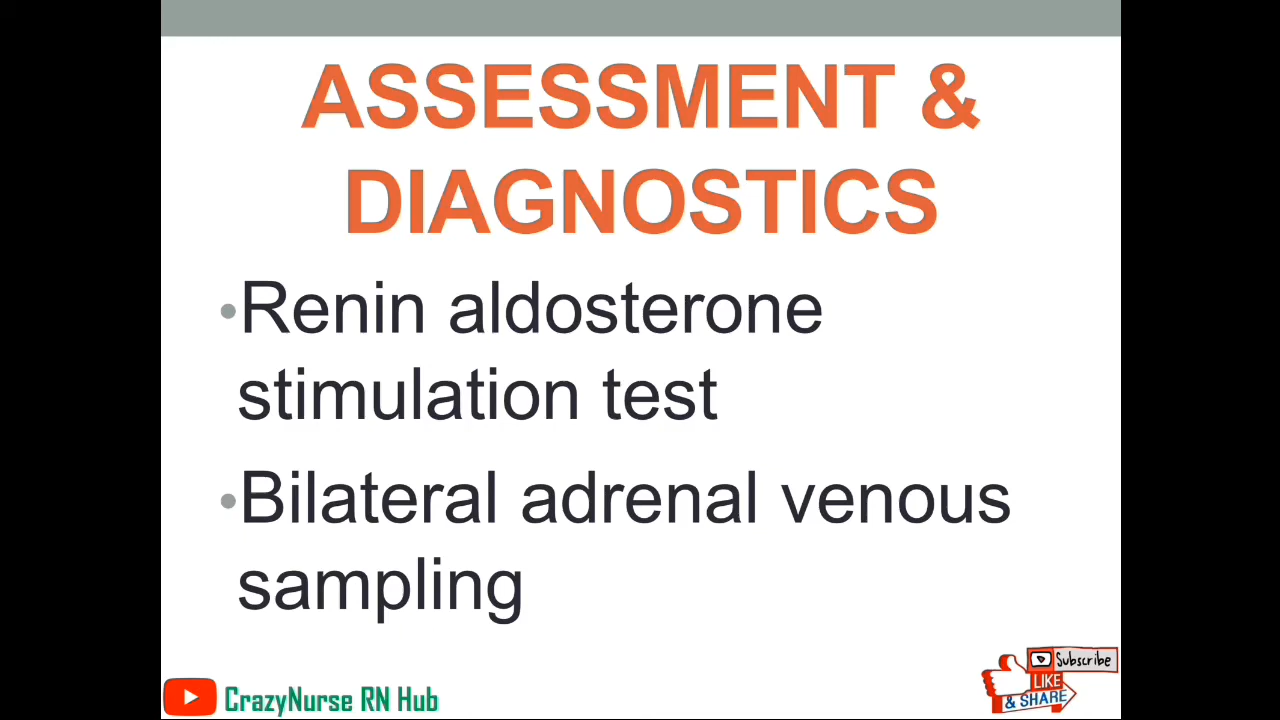 ASSESSMENT &
DIAGNOSTICS
•Renin aldosterone
stimulation test
•Bilateral adrenal venous
sampling
CrazyNurse RN Hub
Subscribe
LIKE
& SHARE